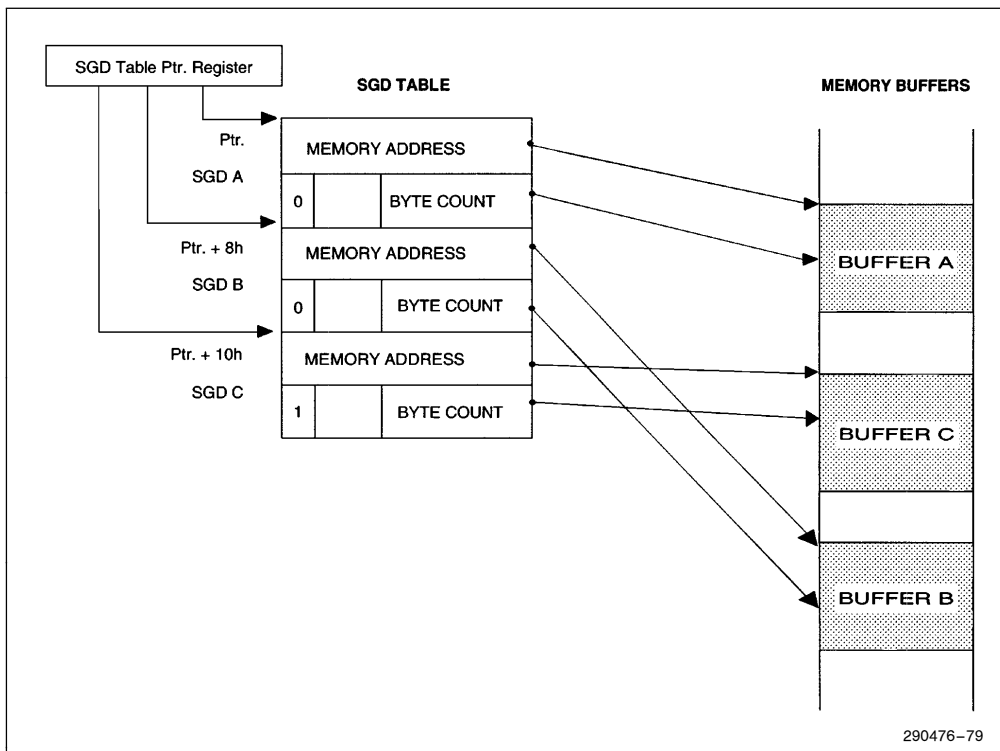 SGD Table Ptr. Register
SGD TABLE
MEMORY BUFFERS
Ptr.
SGD A
MEMORY ADDRESS
0
BYTE COUNT
Ptr. + 8h
SGD B
MEMORY ADDRESS
0
BYTE COUNT
Ptr. + 10h
SGD C
MEMORY ADDRESS
1
BYTE COUNT
BUFFER A
BUFFER C
BUFFER B
290476–79